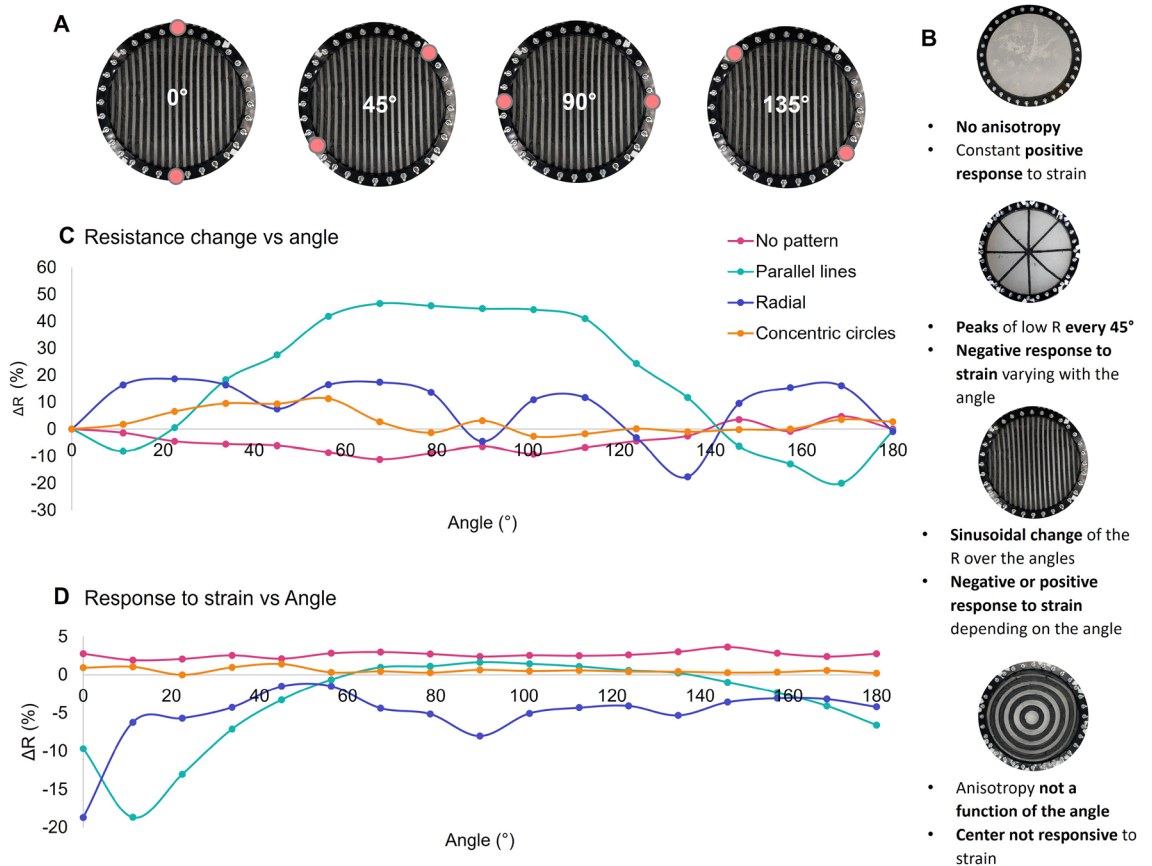 A
0°
45°
90°
135°
B
• No anisotropy
• Constant positive
response to strain
• Peaks of low R every 45°
• Negative response to
strain varying with the
angle
• Sinusoidal change of the
R over the angles
• Negative or positive
response to strain
depending on the angle
• Anisotropy not a
function of the angle
• Center not responsive to
strain
C Resistance change vs angle
No pattern
Parallel lines
Radial
Concentric circles
60
50
40
30
20
10
0
-10
-20
-30
ΔR (%)
0 20 40 60 80 100 120 140 160 180
Angle (°)
D Response to strain vs Angle
5
0
-5
-10
-15
-20
ΔR (%)
0 20 40 60 80 100 120 140 160 180
Angle (°)